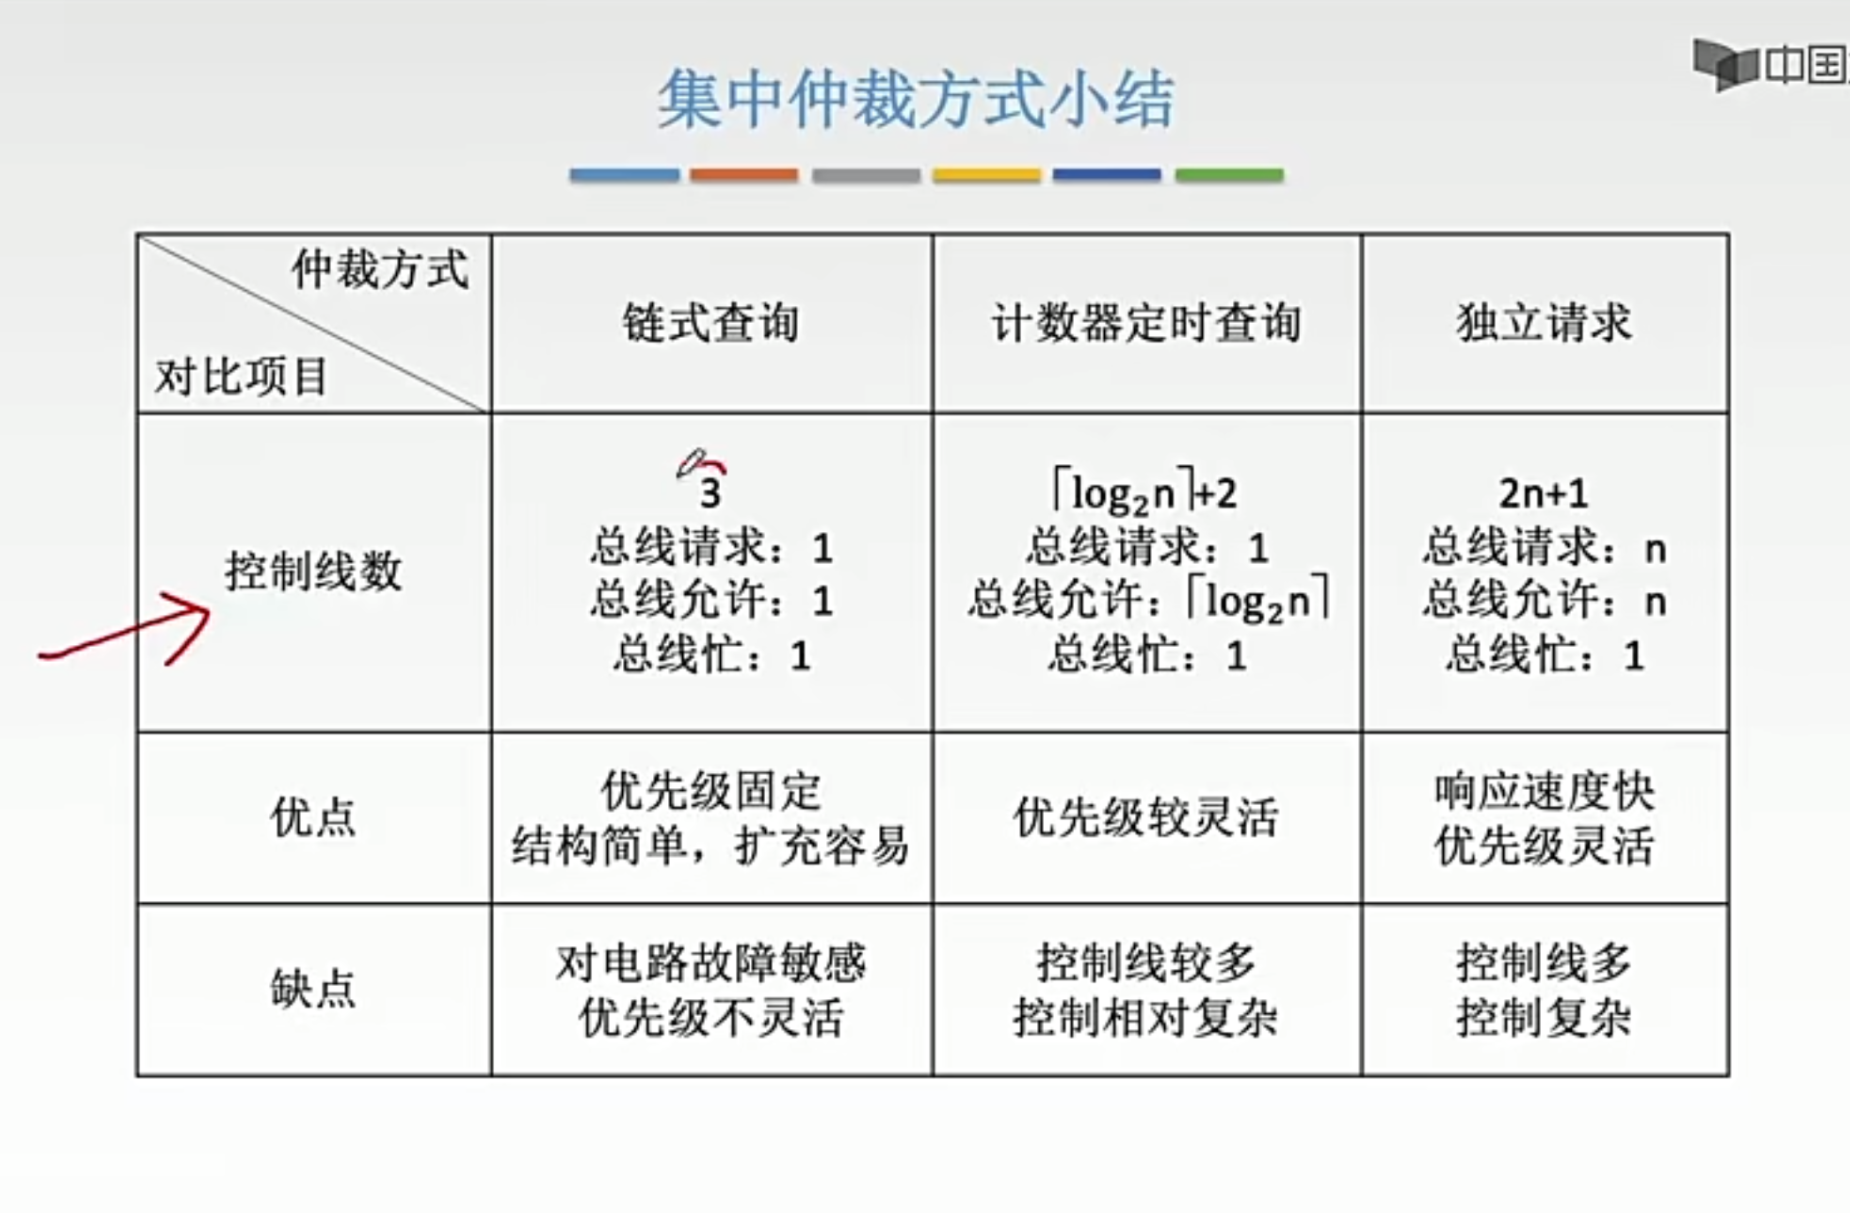 中国
集中仲裁方式小结
仲裁方式
对比项目
链式查询
计数器定时查询
独立请求
控制线数
3
总线请求：1
总线允许：1
总线忙：1
⌈log₂n⌉+2
总线请求：1
总线允许：⌈log₂n⌉
总线忙：1
2n+1
总线请求：n
总线允许：n
总线忙：1
优点
优先级固定
结构简单，扩充容易
优先级较灵活
响应速度快
优先级灵活
缺点
对电路故障敏感
优先级不灵活
控制线较多
控制相对复杂
控制线多
控制复杂